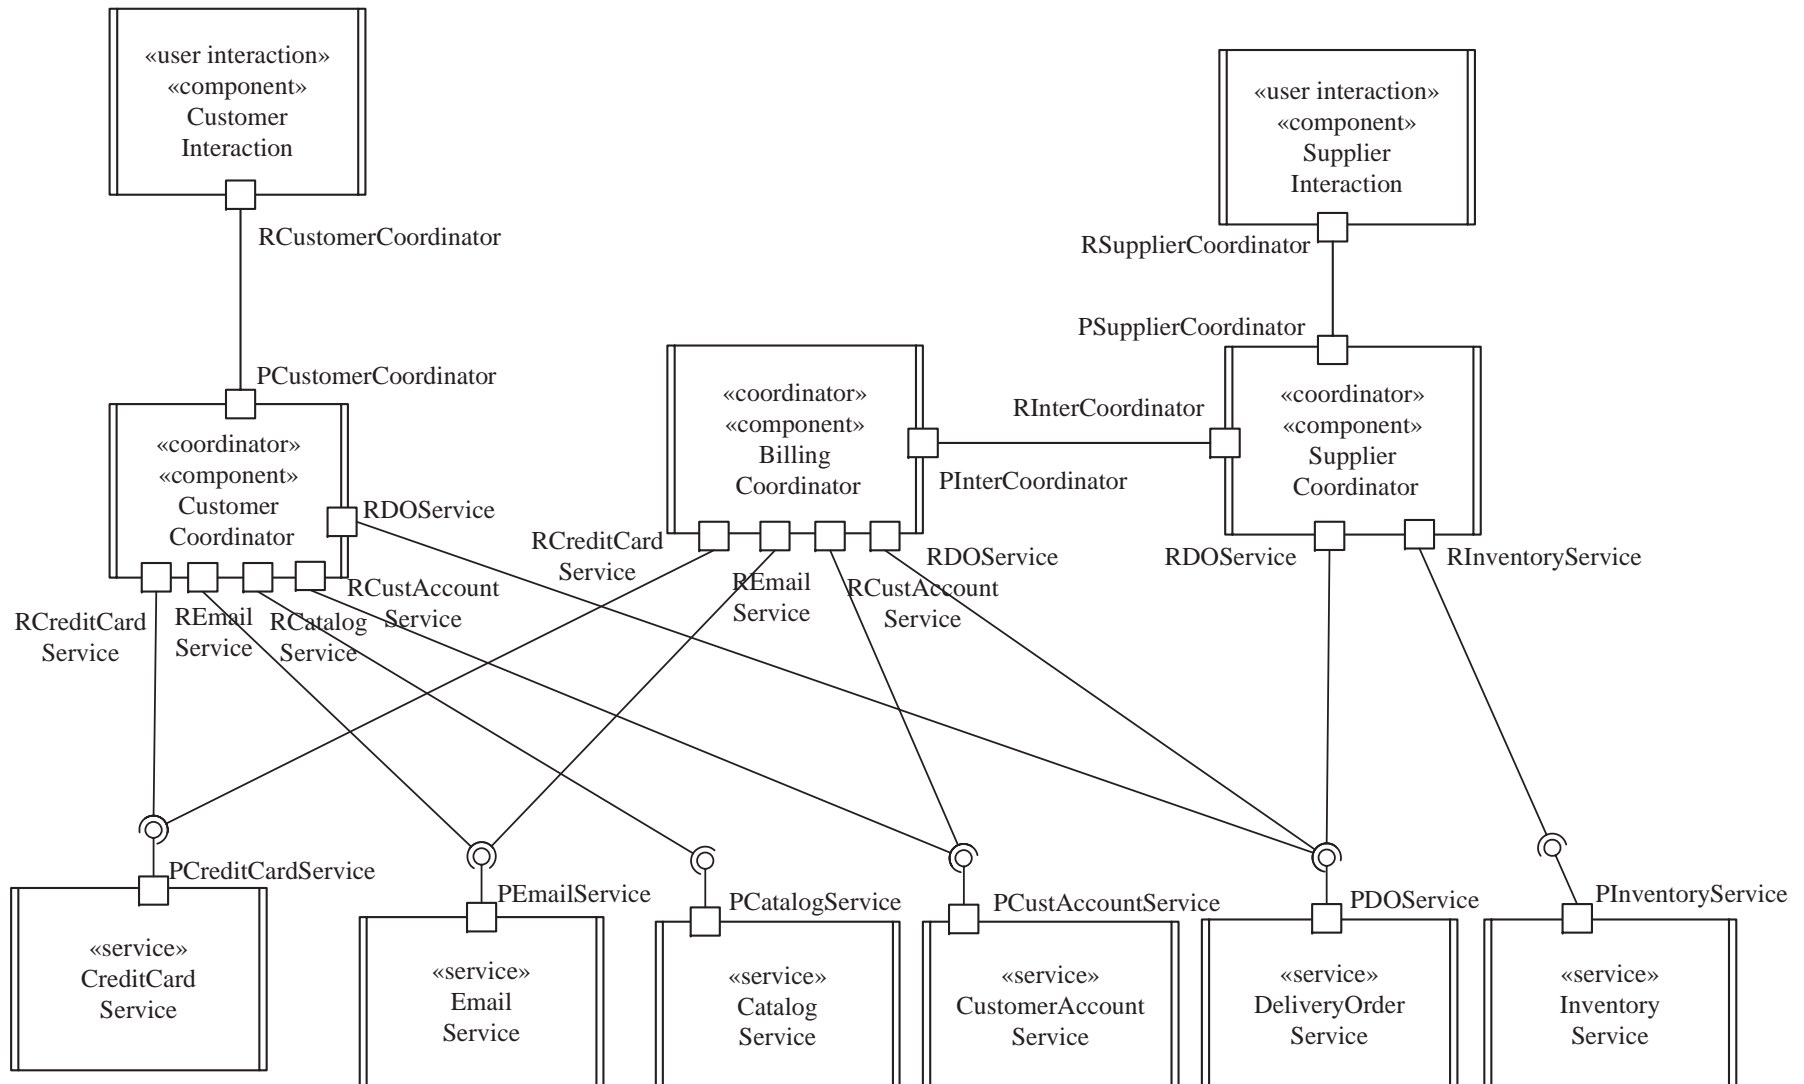 «user interaction»
«component»
Customer
Interaction
RCustomerCoordinator
«user interaction»
«component»
Supplier
Interaction
RSupplierCoordinator
PSupplierCoordinator
PCustomerCoordinator
«coordinator»
«component»
Customer
Coordinator
RDOService
RCreditCard
Service
REmail
Service
RCatalog
Service
RCustAccount
Service
«coordinator»
«component»
Billing
Coordinator
PInterCoordinator
RInterCoordinator
RCreditCard
Service
REmail
Service
RCustAccount
Service
RDOService
«coordinator»
«component»
Supplier
Coordinator
RDOService
RInventoryService
PCreditCardService
«service»
CreditCard
Service
PEmailService
«service»
Email
Service
PCatalogService
«service»
Catalog
Service
PCustAccountService
«service»
CustomerAccount
Service
PDOService
«service»
DeliveryOrder
Service
PInventoryService
«service»
Inventory
Service